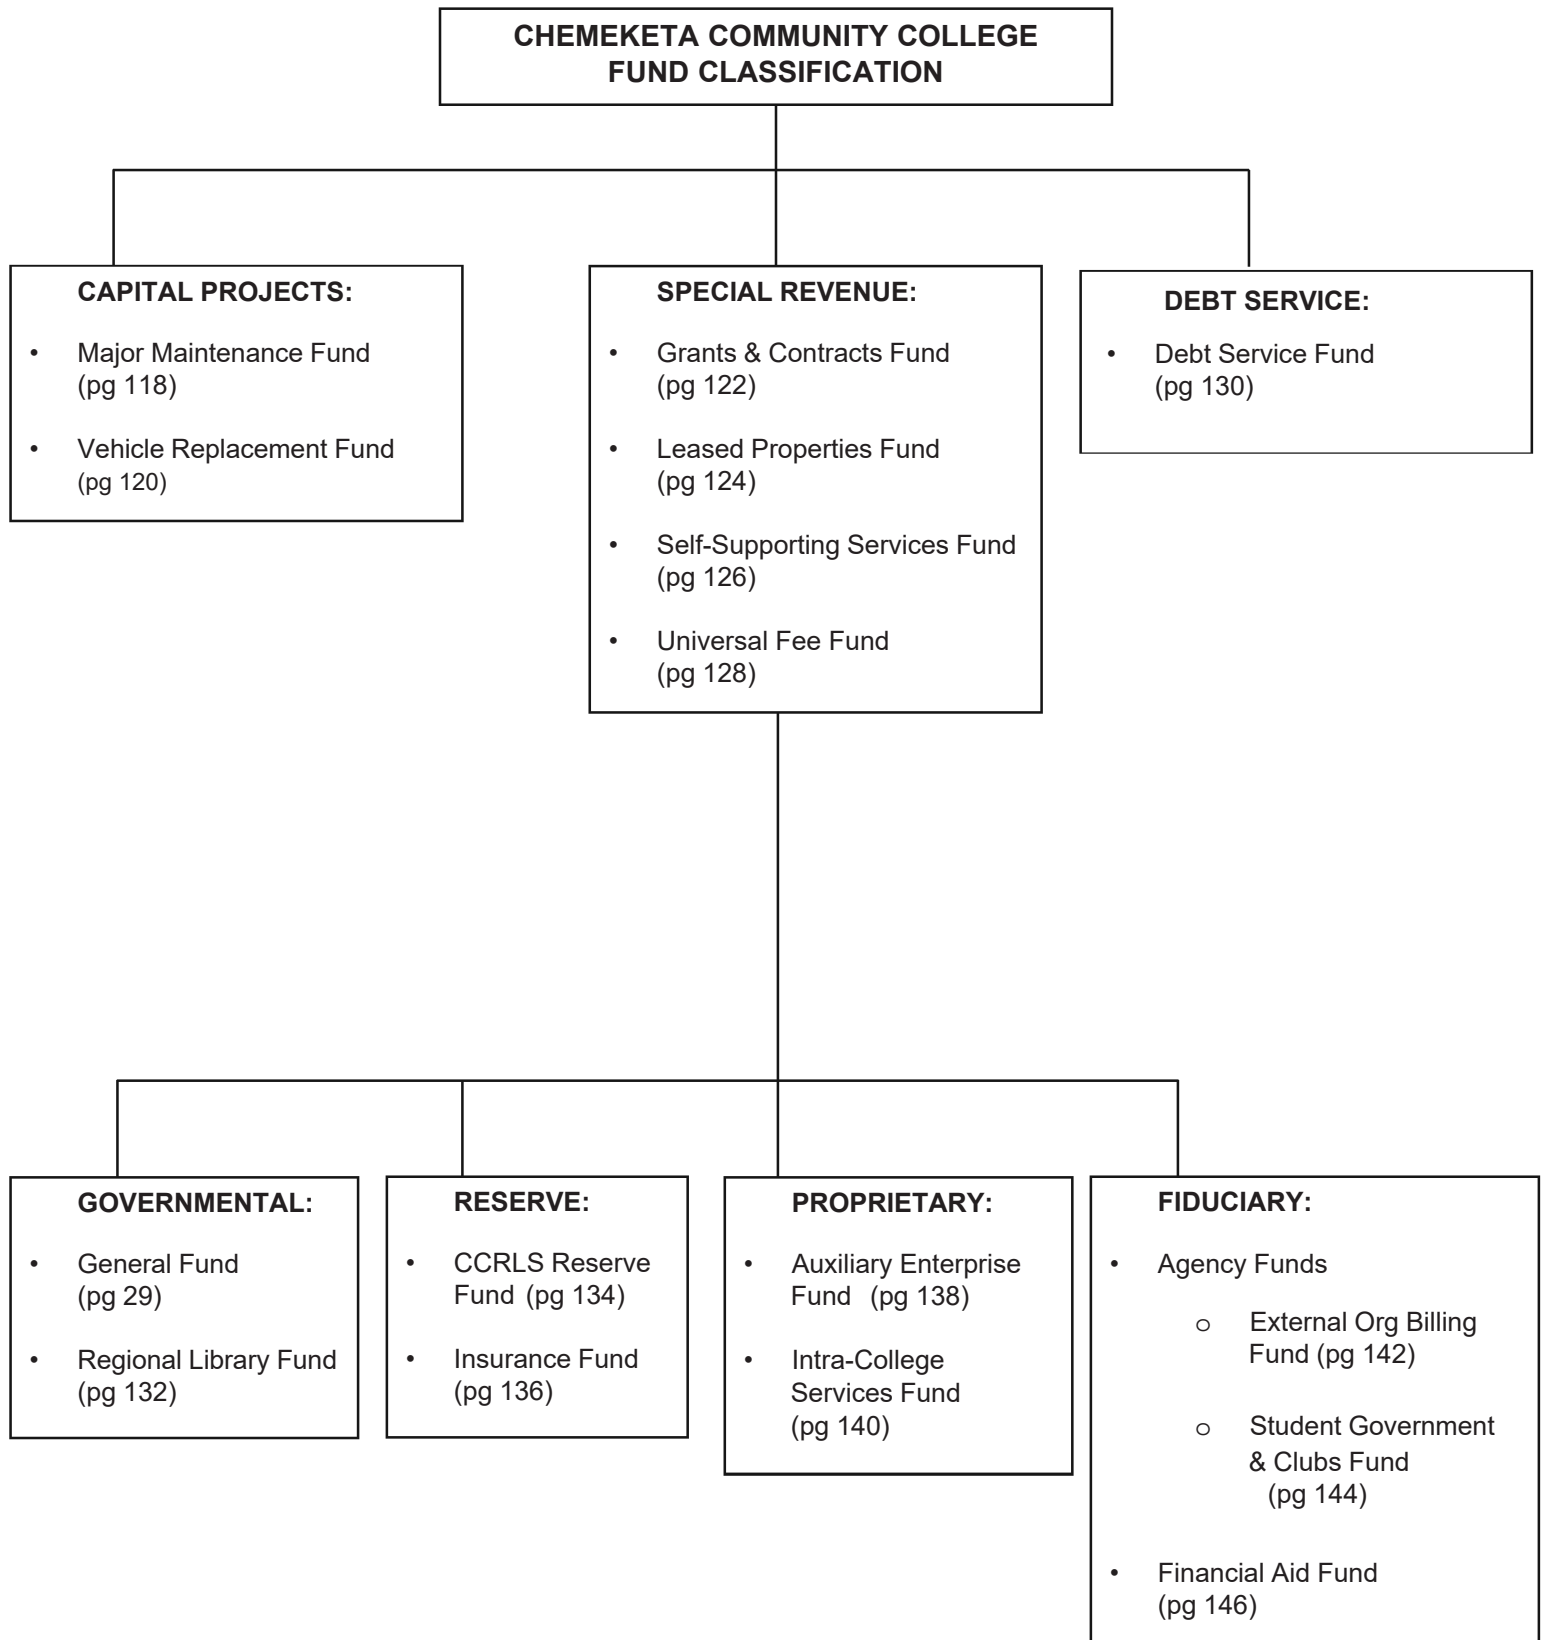 CHEMEKETA COMMUNITY COLLEGE
FUND CLASSIFICATION
CAPITAL PROJECTS:
• Major Maintenance Fund
(pg 118)
• Vehicle Replacement Fund
(pg 120)
SPECIAL REVENUE:
• Grants & Contracts Fund
(pg 122)
• Leased Properties Fund
(pg 124)
• Self-Supporting Services Fund
(pg 126)
• Universal Fee Fund
(pg 128)
DEBT SERVICE:
• Debt Service Fund
(pg 130)
GOVERNMENTAL:
• General Fund
(pg 29)
• Regional Library Fund
(pg 132)
RESERVE:
• CCRLS Reserve
Fund (pg 134)
• Insurance Fund
(pg 136)
PROPRIETARY:
• Auxiliary Enterprise
Fund (pg 138)
• Intra-College
Services Fund
(pg 140)
FIDUCIARY:
• Agency Funds
o External Org Billing
Fund (pg 142)
o Student Government
& Clubs Fund
(pg 144)
• Financial Aid Fund
(pg 146)